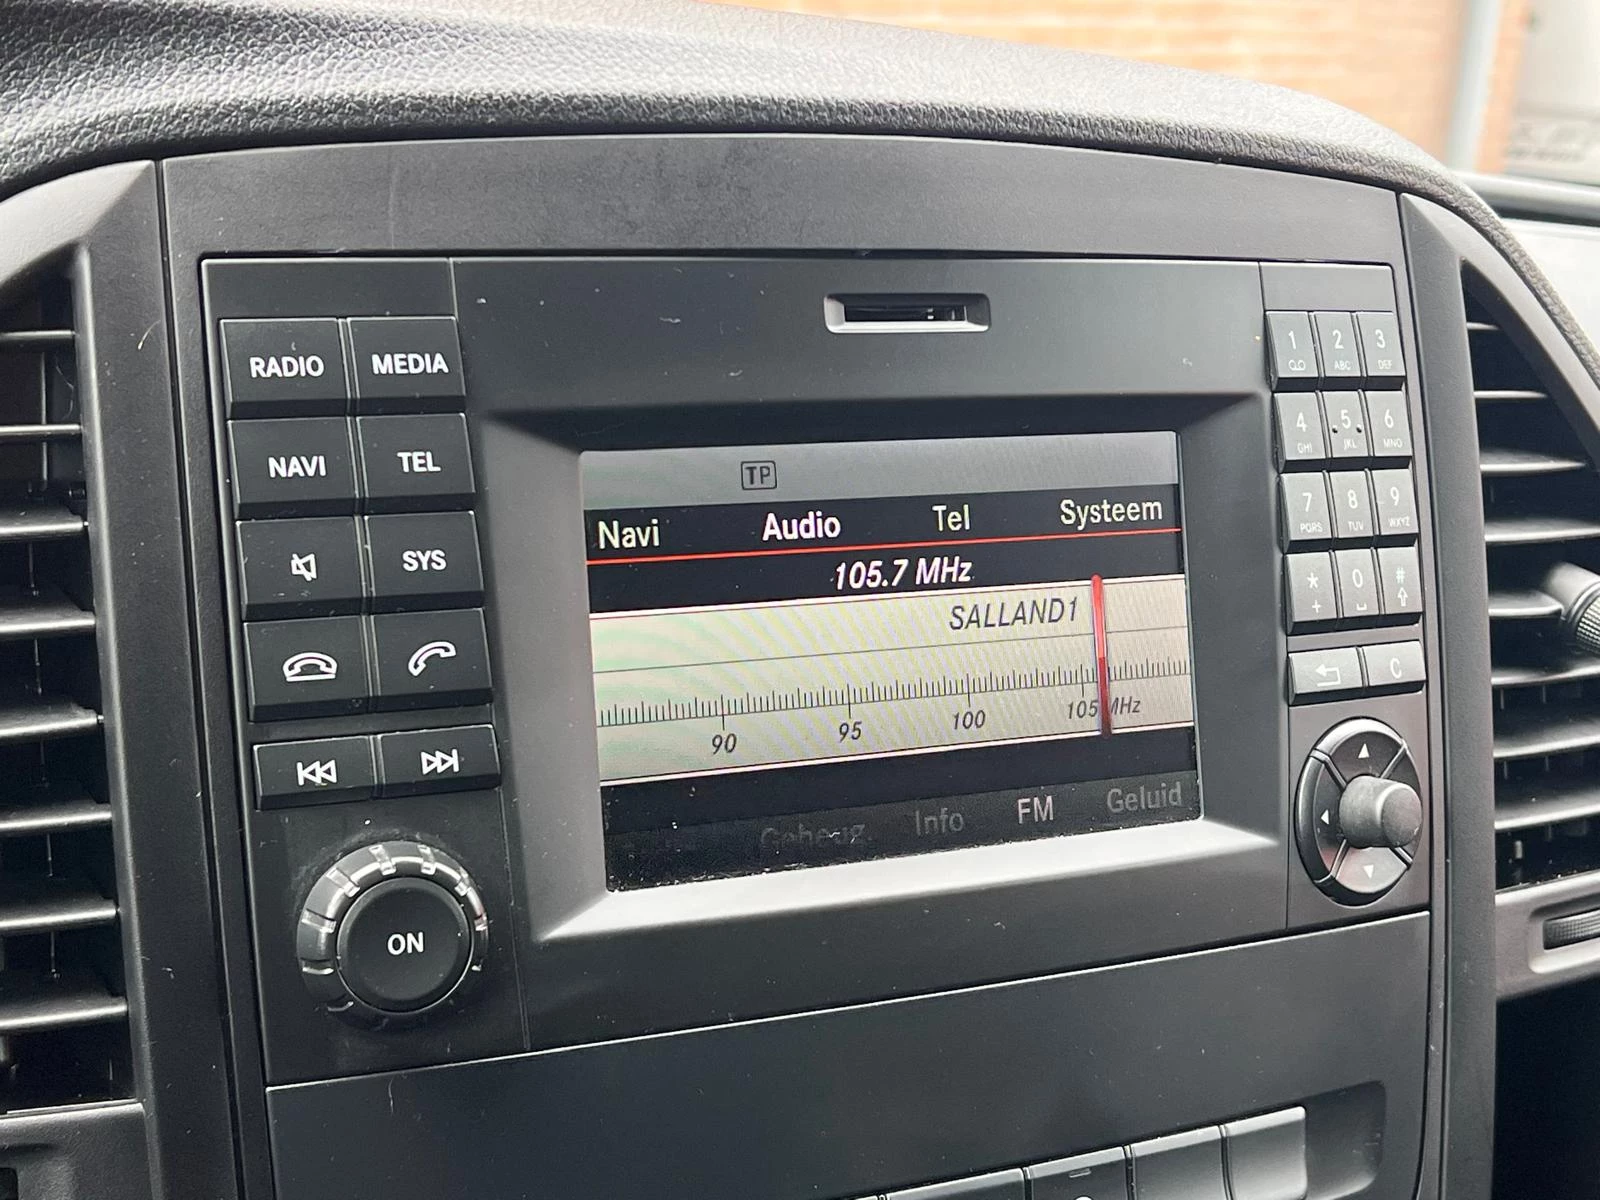 RADIO MEDIA
NAVI TEL
SYS
ON
TP
Navi Audio Tel Systeem
105.7 MHz
SALLAND1
90 95 100 105 MHz
Info FM Geluid
1 2 3
ABC DEF
4 5 6
GHI JKL MNO
7 8 9
PQRS TUV WXYZ
* 0 #
+
C